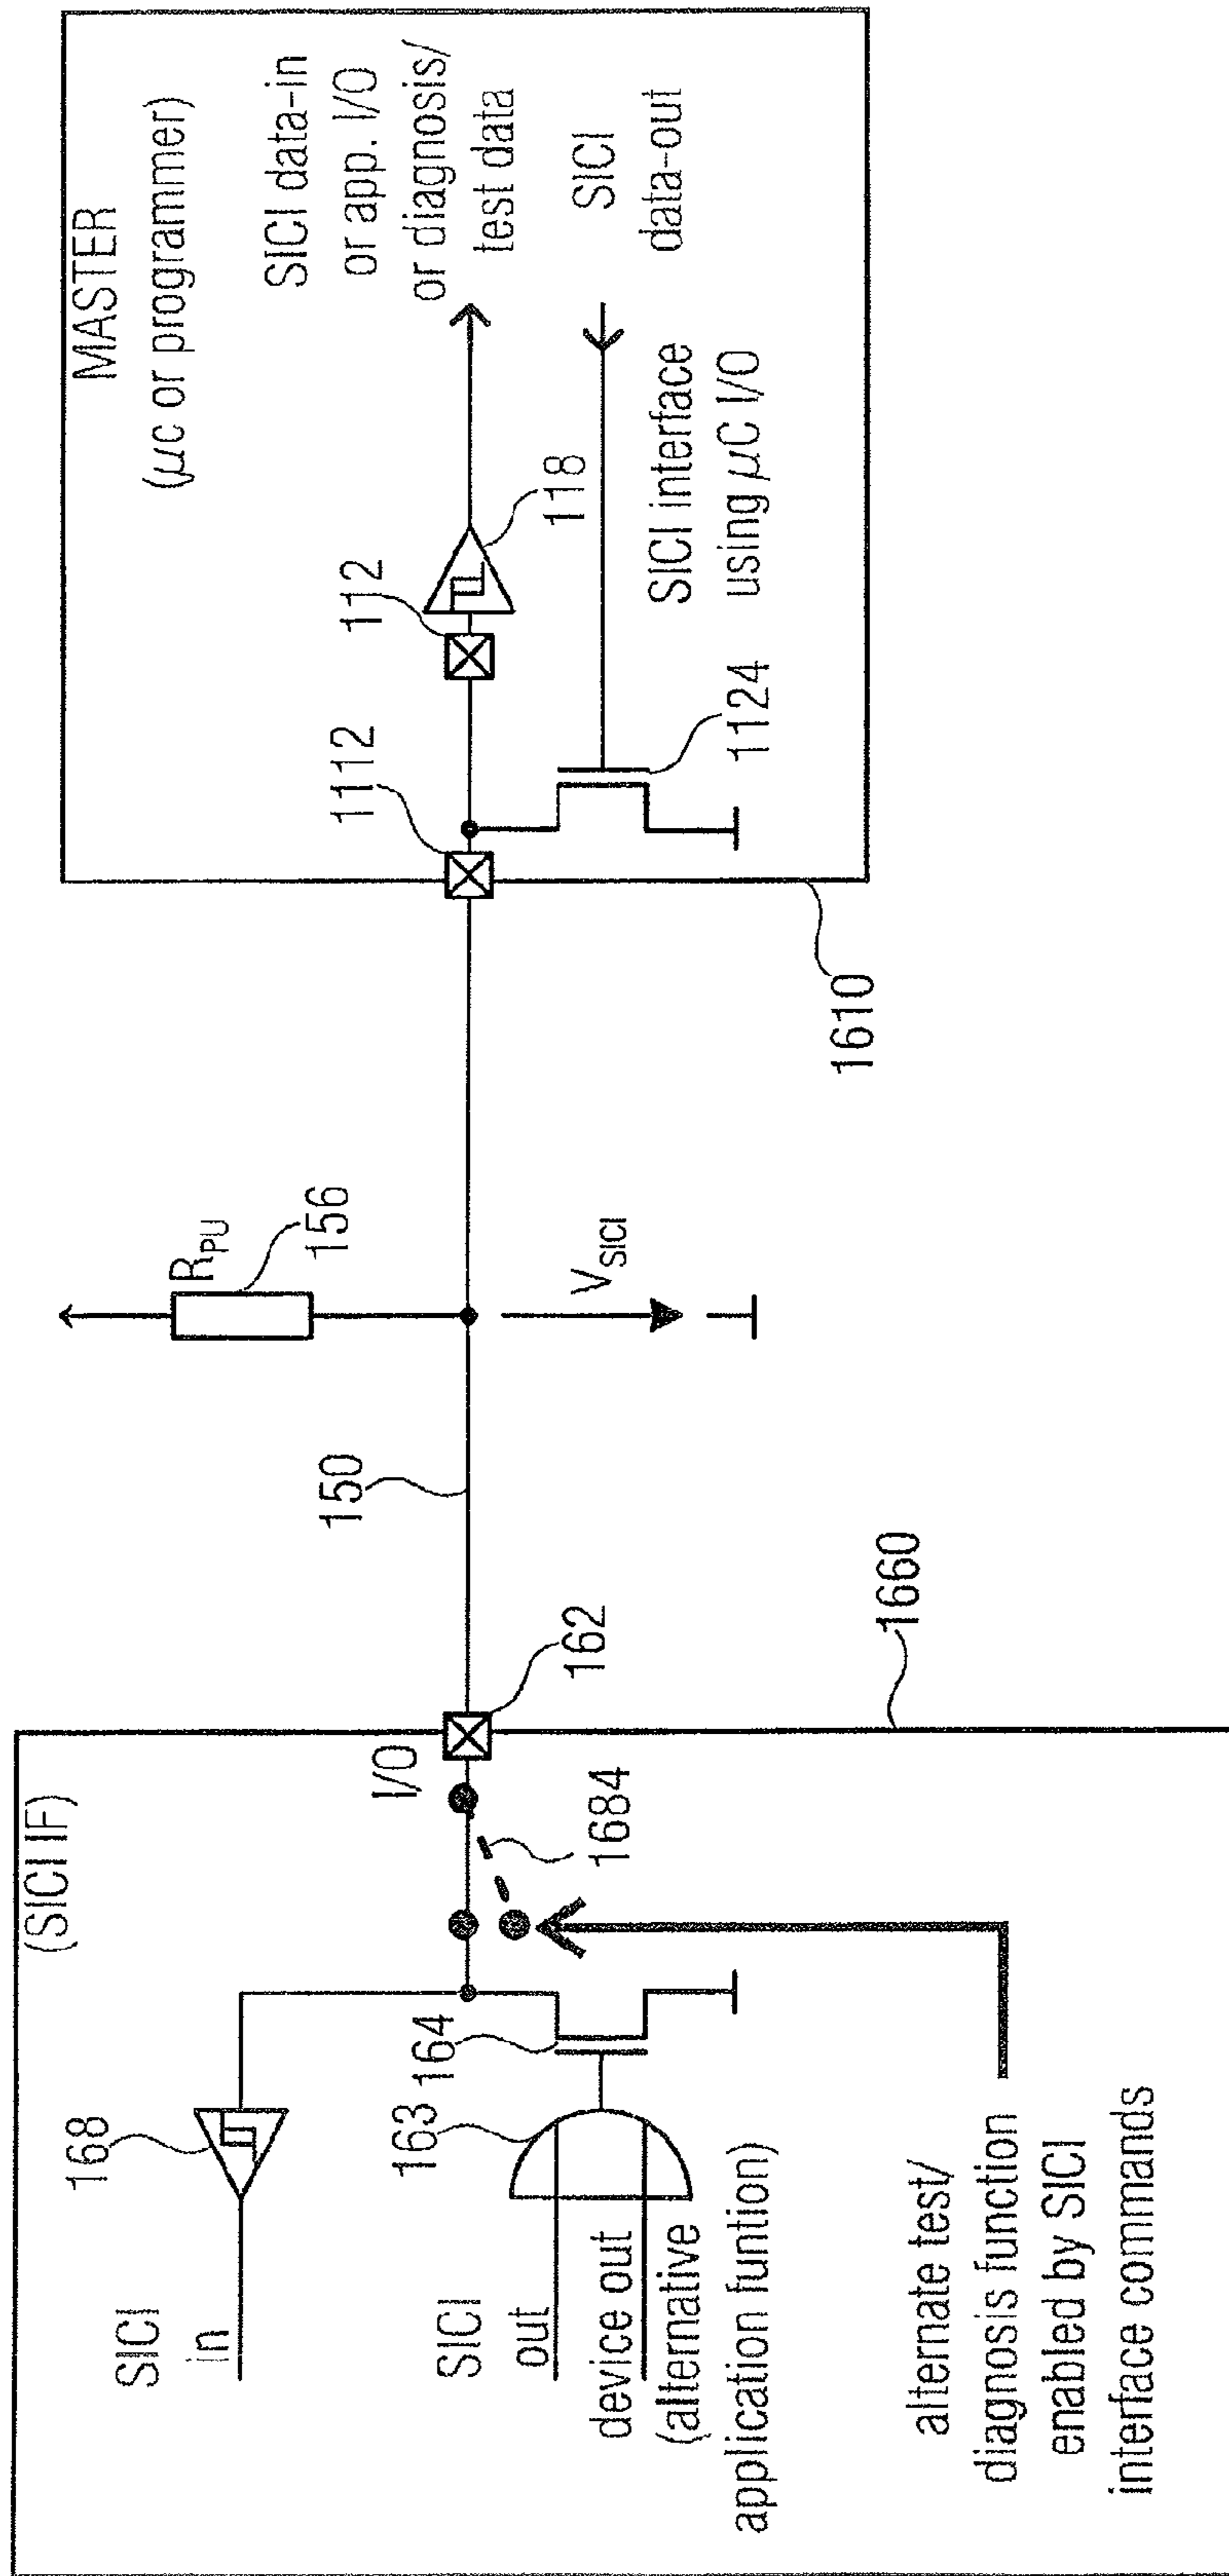 (SICI IF)
SICI
in
168
SICI
out
device out
(alternative
application funtion)
163
164
I/O
162
1684
1660
alternate test/
diagnosis function
enabled by SICI
interface commands
150
RPU
156
VSICI
MASTER
(μc or programmer)
1112
112
118
SICI data-in
or app. I/O
or diagnosis/
test data
SICI
data-out
SICI interface
using μC I/O
1124
1610